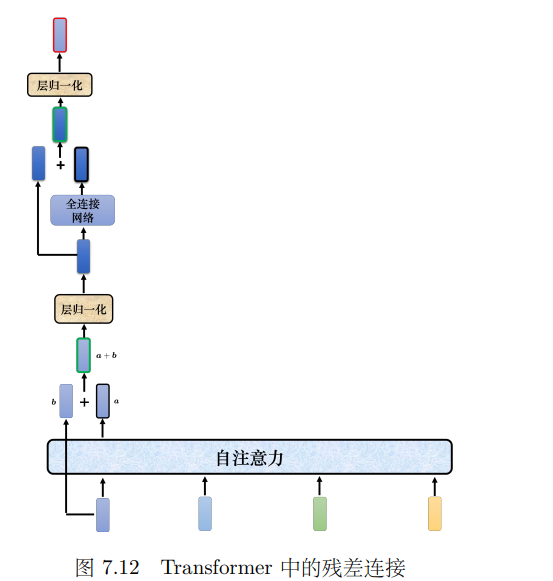 层归一化
+
全连接
网络
层归一化
a + b
b + a
自注意力
图 7.12 Transformer 中的残差连接